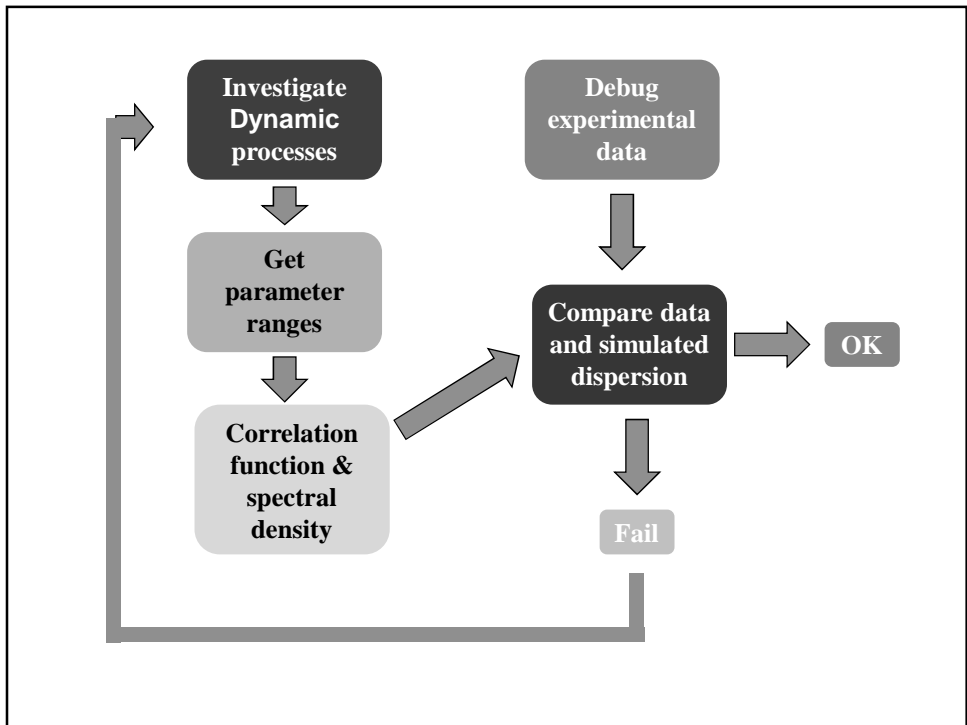 Investigate
Dynamic
processes
Debug
experimental
data
Get
parameter
ranges
Compare data
and simulated
dispersion
OK
Correlation
function &
spectral
density
Fail